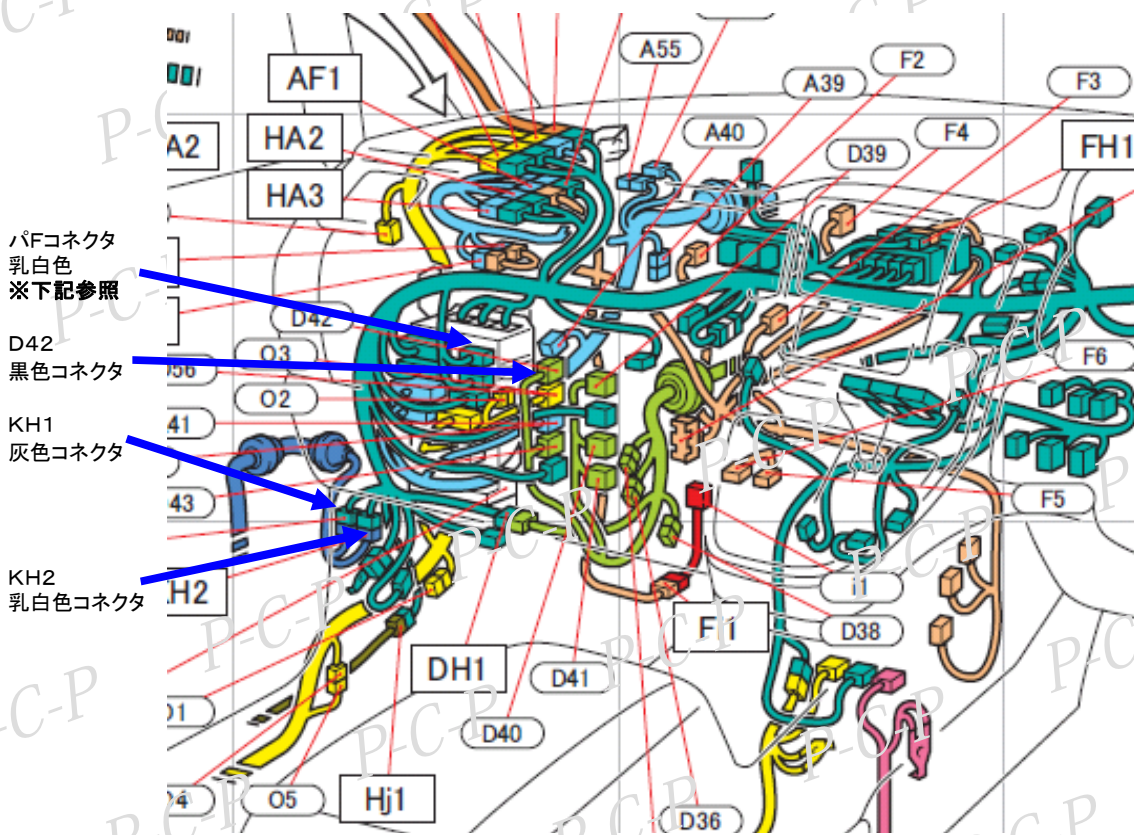 A55
F2
AF1
A39
F3
A2
HA2
A40
F4
D39
FH1
HA3
パFコネクタ
乳白色
※下記参照
D42
D42
黒色コネクタ
O3
F6
O2
41
KH1
灰色コネクタ
43
F5
KH2
乳白色コネクタ
i1
D38
DH1
D41
D40
O5
Hj1
D36
P-C-P
P-C-P
P-C-P
P-C-P
P-C-P
P-C-P
P-C-P
P-C-P
P-C-P